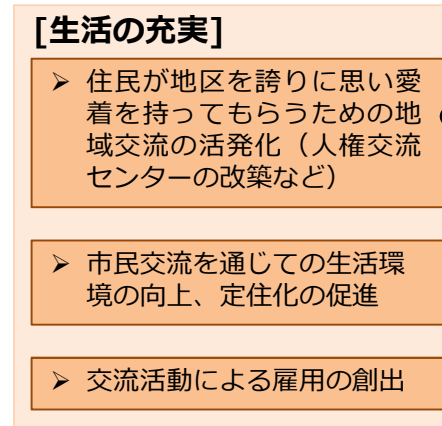 [生活の充実]
➢ 住民が地区を誇りに思い愛
着を持ってもらうための地
域交流の活発化（人権交流
センターの改築など）
➢ 市民交流を通じての生活環
境の向上、定住化の促進
➢ 交流活動による雇用の創出